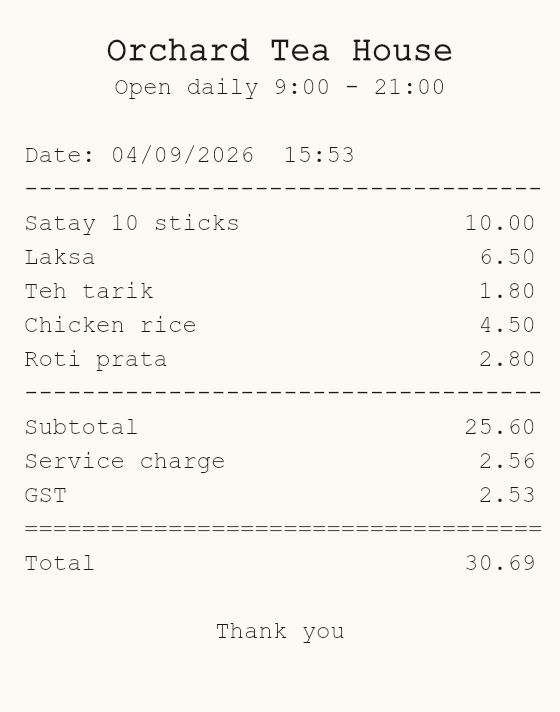 Orchard Tea House
Open daily 9:00 - 21:00
Date: 04/09/2026  15:53
------------------------------------
Satay 10 sticks 10.00
Laksa 6.50
Teh tarik 1.80
Chicken rice 4.50
Roti prata 2.80
------------------------------------
Subtotal 25.60
Service charge 2.56
GST 2.53
====================================
Total 30.69
Thank you